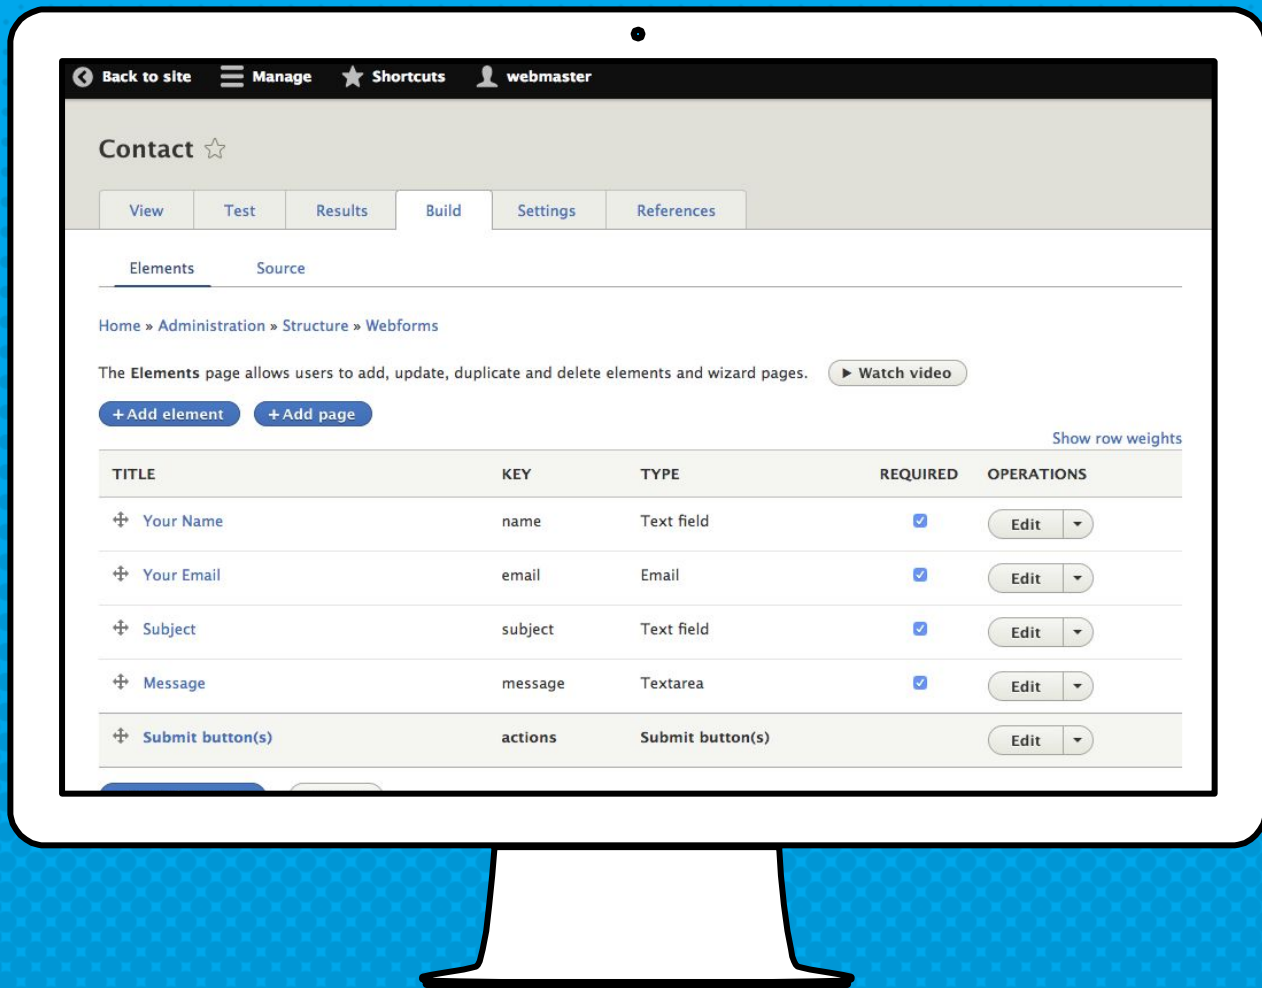 Back to site Manage Shortcuts webmaster
Contact
View Test Results Build Settings References
Elements Source
Home » Administration » Structure » Webforms
The Elements page allows users to add, update, duplicate and delete elements and wizard pages. Watch video
+Add element +Add page
Show row weights
TITLE KEY TYPE REQUIRED OPERATIONS
Your Name name Text field Edit
Your Email email Email Edit
Subject subject Text field Edit
Message message Textarea Edit
Submit button(s) actions Submit button(s) Edit